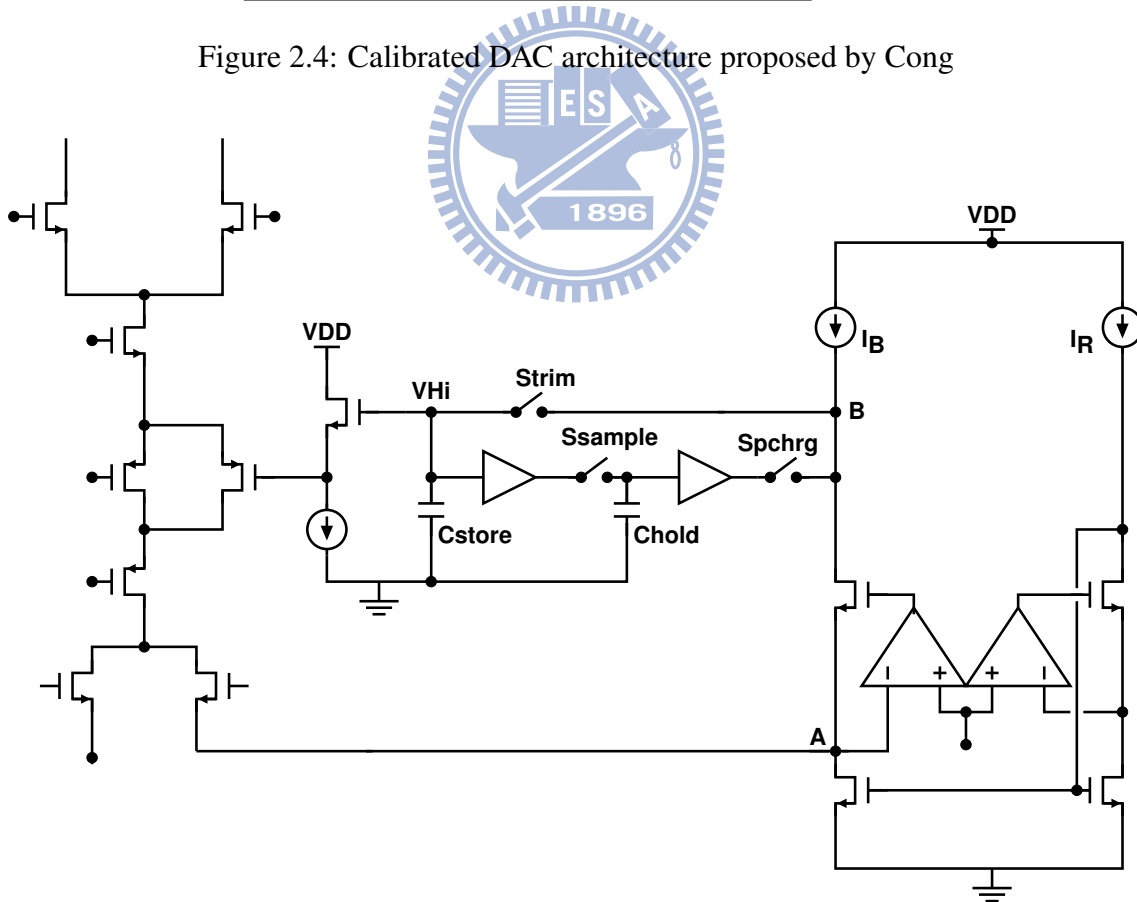 Figure 2.4: Calibrated DAC architecture proposed by Cong
E S A
1896
VDD
VDD
IB
IR
Strim
VHi
B
Ssample
Spchrg
Cstore
Chold
A